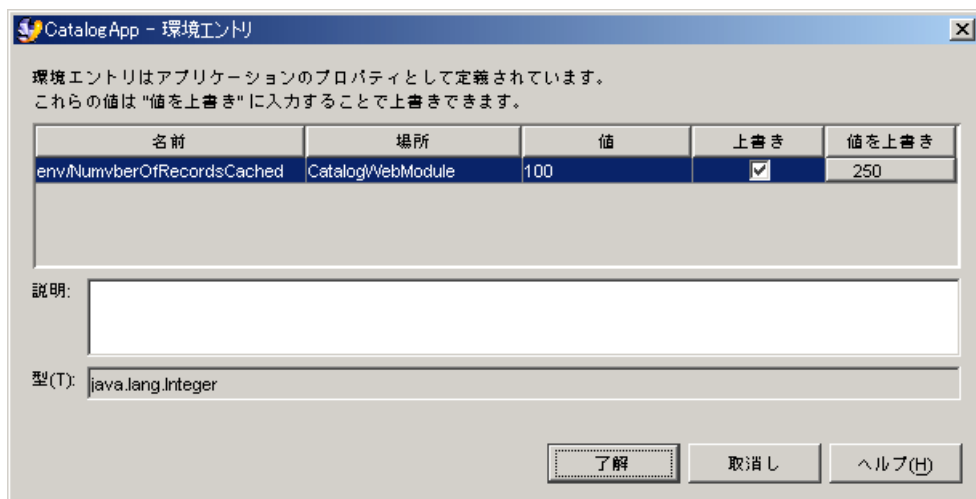 CatalogApp - 環境エントリ
環境エントリはアプリケーションのプロパティとして定義されています。
これらの値は "値を上書き" に入力することで上書きできます。
名前 場所 値 上書き 値を上書き
env/NumvberOfRecordsCached CatalogWebModule 100 250
説明:
型(T): java.lang.Integer
了解 取消し ヘルプ(H)